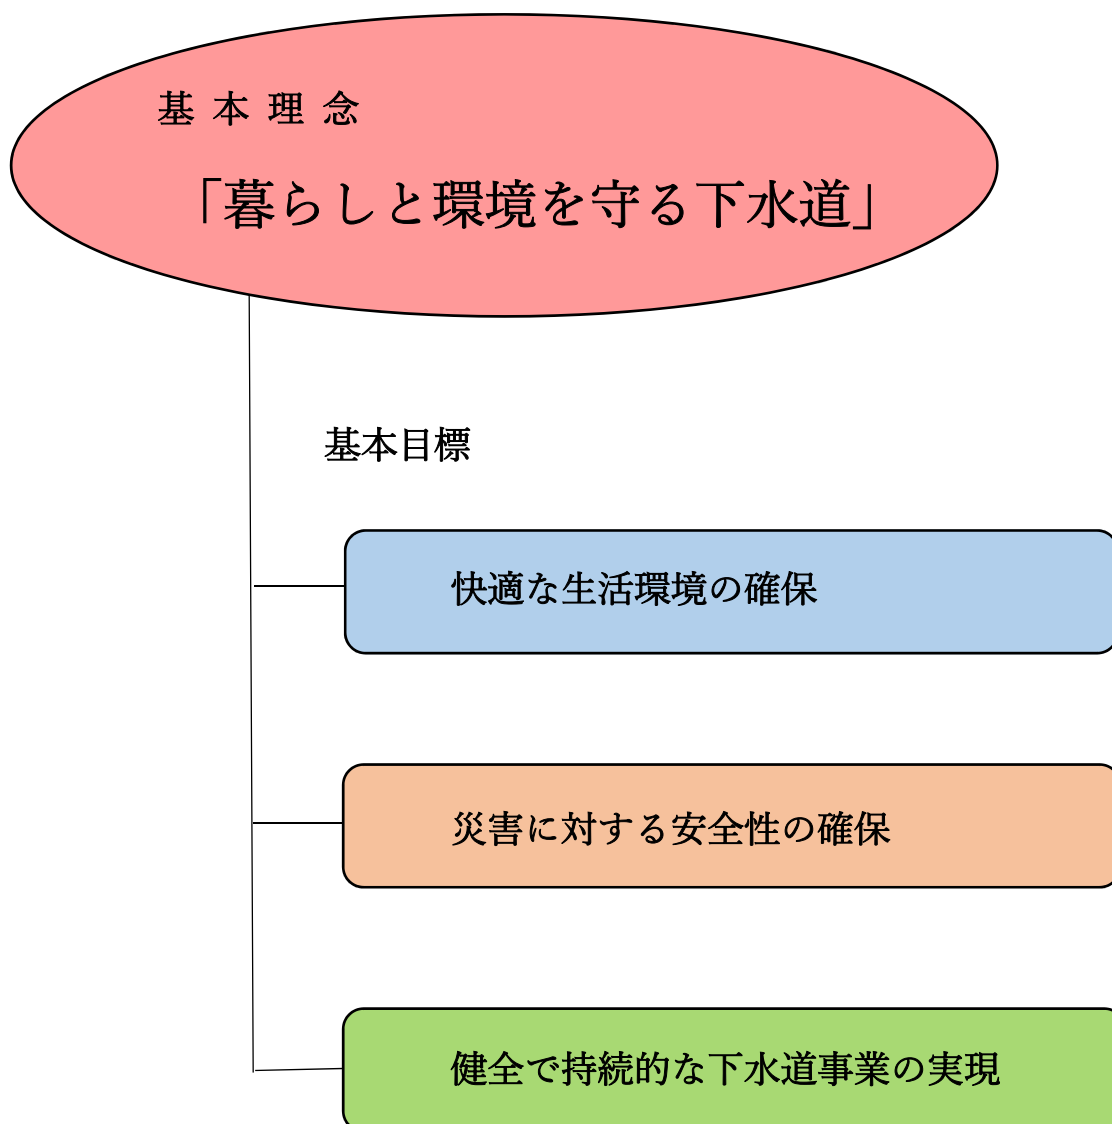 基本理念
「暮らしと環境を守る下水道」
基本目標
快適な生活環境の確保
災害に対する安全性の確保
健全で持続的な下水道事業の実現